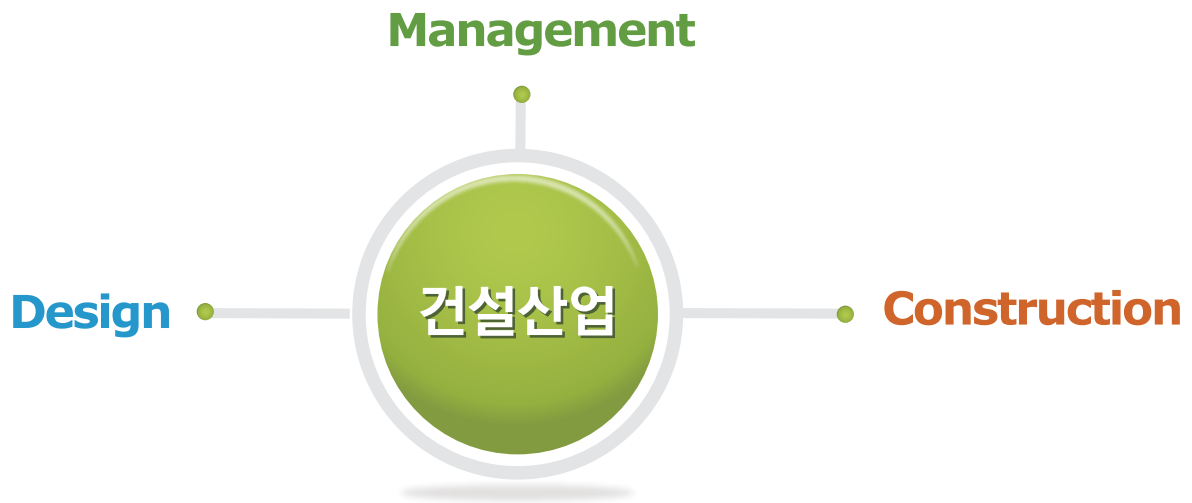 Management
Design
건설산업
Construction